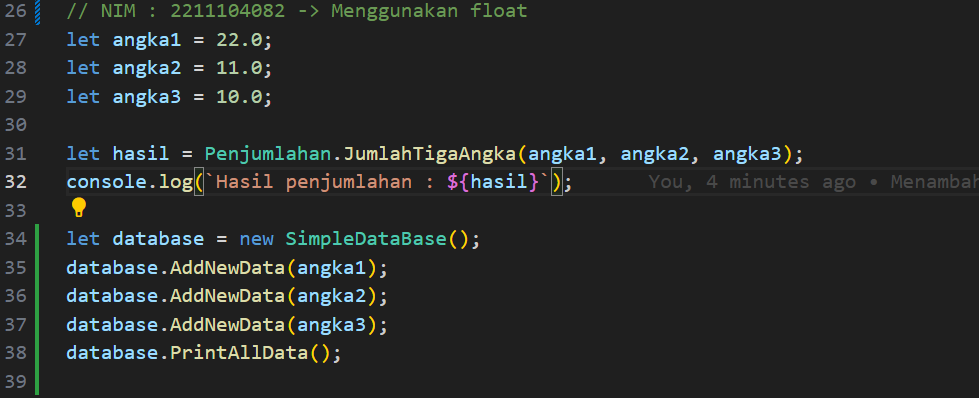 26 // NIM : 2211104082 -> Menggunakan float
27 let angka1 = 22.0;
28 let angka2 = 11.0;
29 let angka3 = 10.0;
30
31 let hasil = Penjumlahan.JumlahTigaAngka(angka1, angka2, angka3);
32 console.log(`Hasil penjumlahan : ${hasil}`); You, 4 minutes ago • Menambah
33
34 let database = new SimpleDataBase();
35 database.AddNewData(angka1);
36 database.AddNewData(angka2);
37 database.AddNewData(angka3);
38 database.PrintAllData();
39